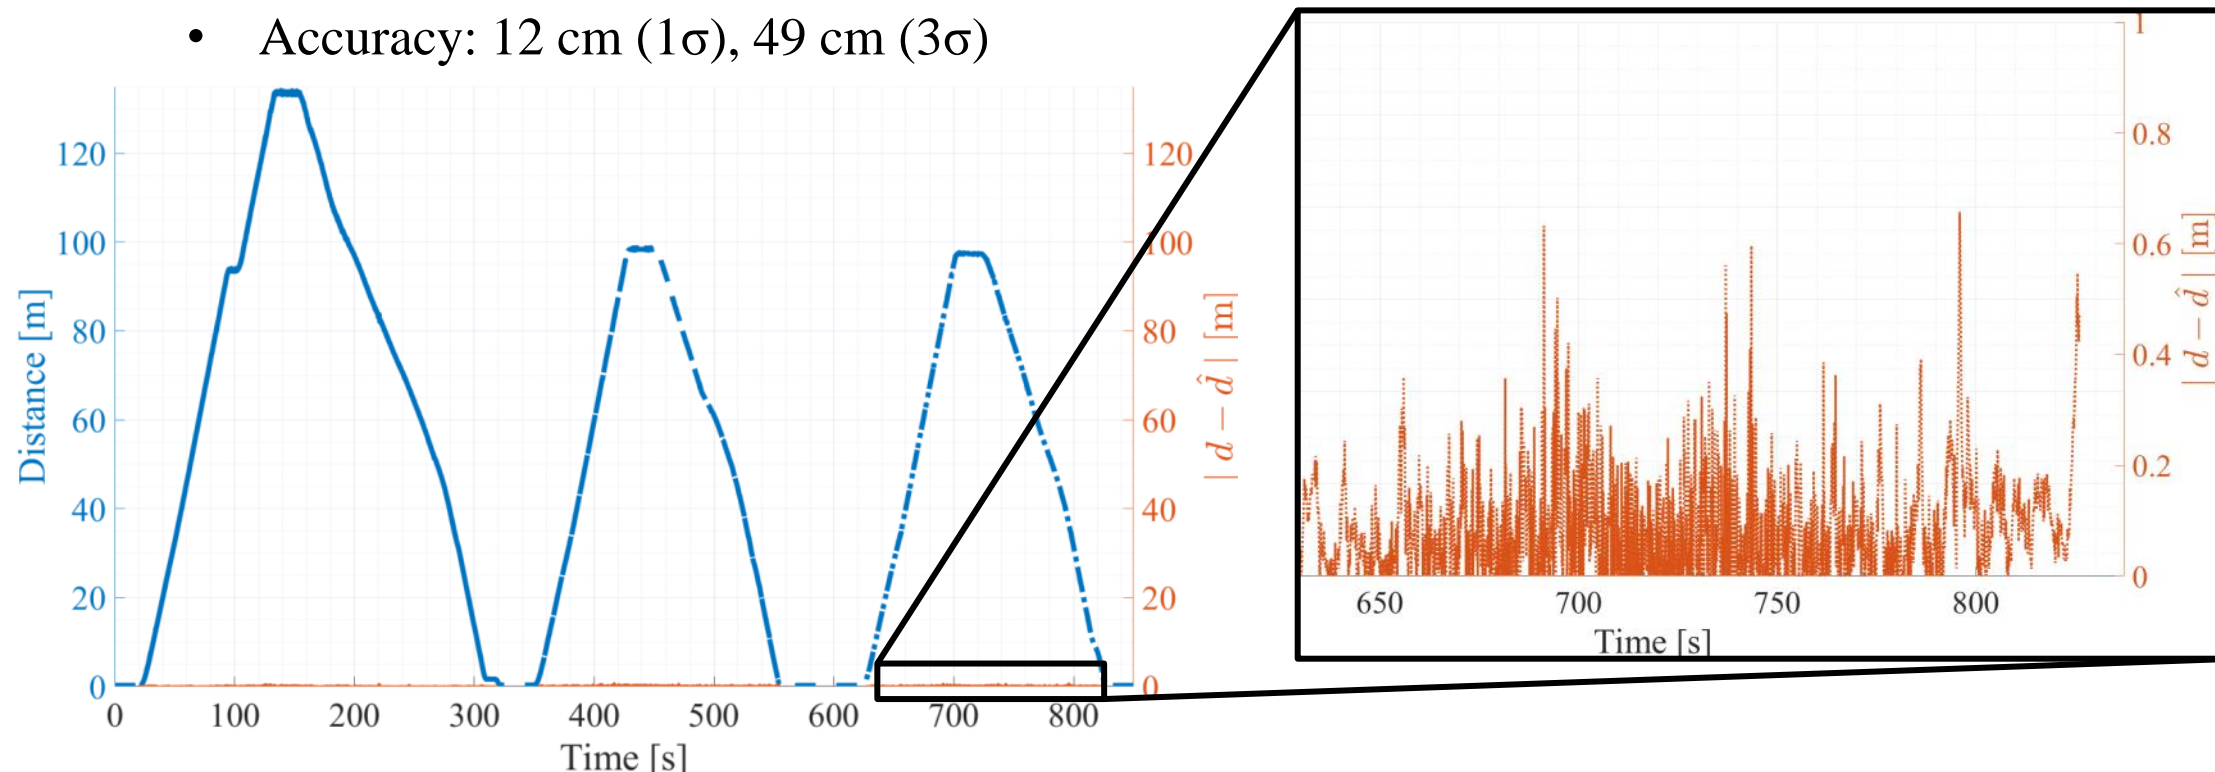 • Accuracy: 12 cm (1σ), 49 cm (3σ)
Distance [m]
120
100
80
60
40
20
0
0 100 200 300 400 500 600 700 800
Time [s]
120
100
80
60
40
20
0
| d − d̂ | [m]
1
0.8
0.6
0.4
0.2
0
| d − d̂ | [m]
650 700 750 800
Time [s]